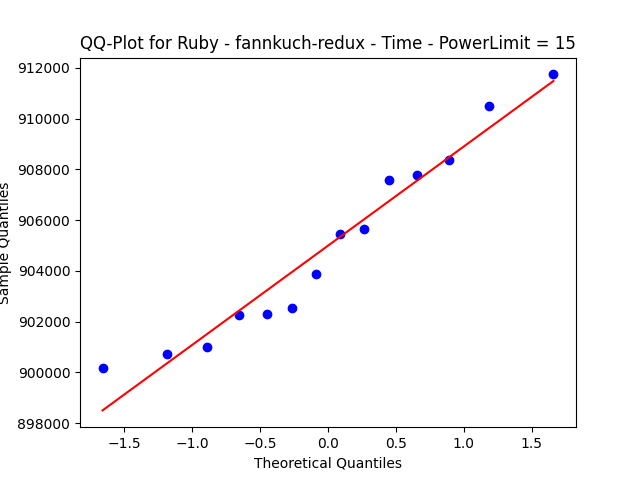 QQ-Plot for Ruby - fannkuch-redux - Time - PowerLimit = 15
912000
910000
908000
906000
904000
902000
900000
898000
Sample Quantiles
−1.5 −1.0 −0.5 0.0 0.5 1.0 1.5
Theoretical Quantiles